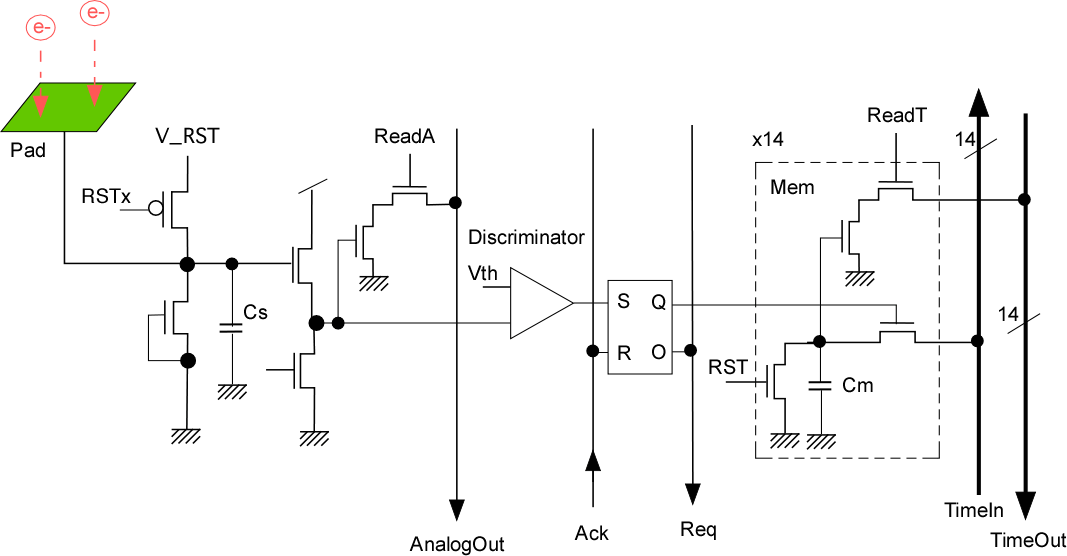 e-
e-
Pad
V_RST
RSTx
Cs
ReadA
Discriminator
Vth
S Q
R O
AnalogOut
Ack
Req
x14
Mem
ReadT
RST
Cm
14
14
TimeIn
TimeOut